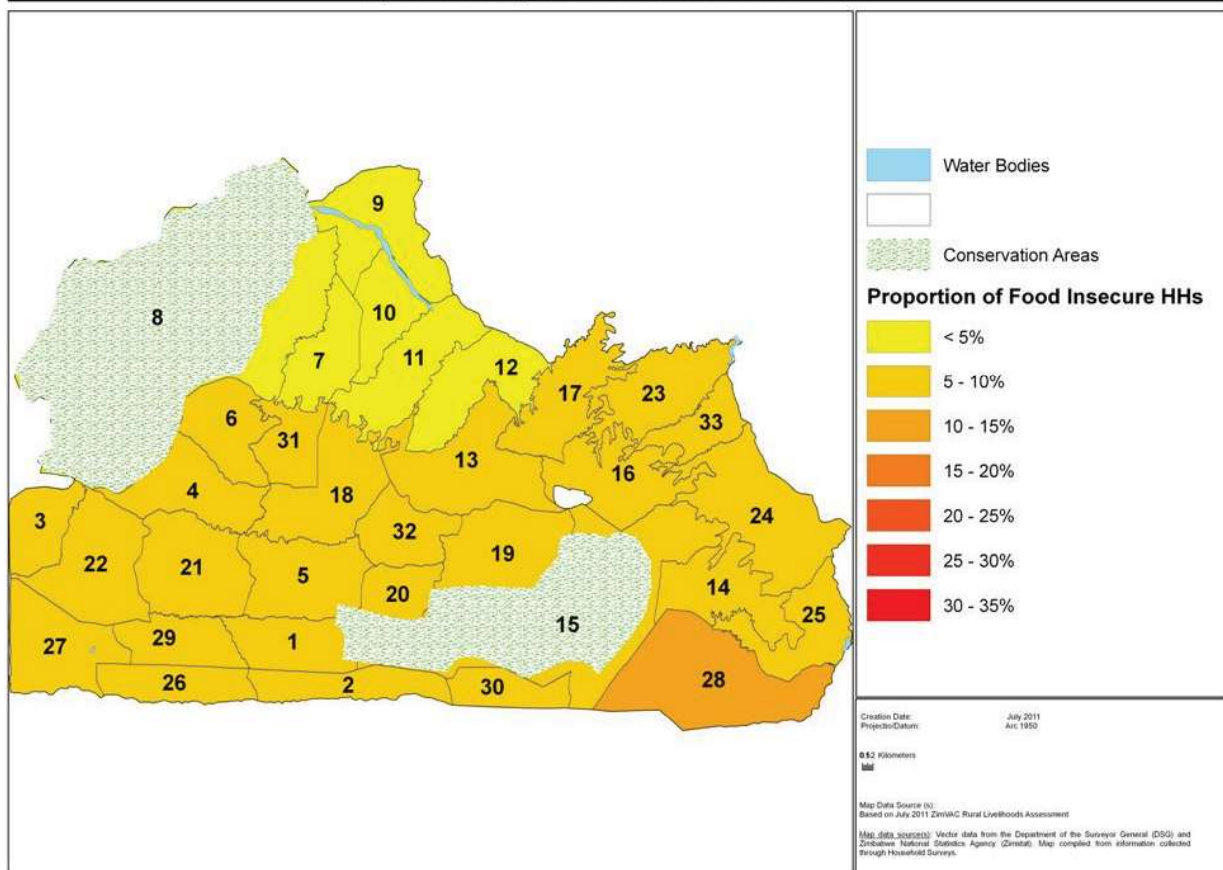 9
8
10
7
11
12
17
23
6
33
31
13
16
4
18
3
24
32
19
22
21
5
14
20
25
15
27
29
1
28
26
2
30
Water Bodies
Conservation Areas
Proportion of Food Insecure HHs
< 5%
5 - 10%
10 - 15%
15 - 20%
20 - 25%
25 - 30%
30 - 35%
Creation Date: July 2011
Projectio/Datum: Arc 1950
Kilometers
Map Data Source (s)
Based on July 2011 ZimVAC Rural Livelihoods Assessment
Map data source(s): Vector data from the Department of the Surveyor General (DSG) and
Zimbabwe National Statistics Agency (Zimstat). Map compiled from information collected
through Household Surveys.